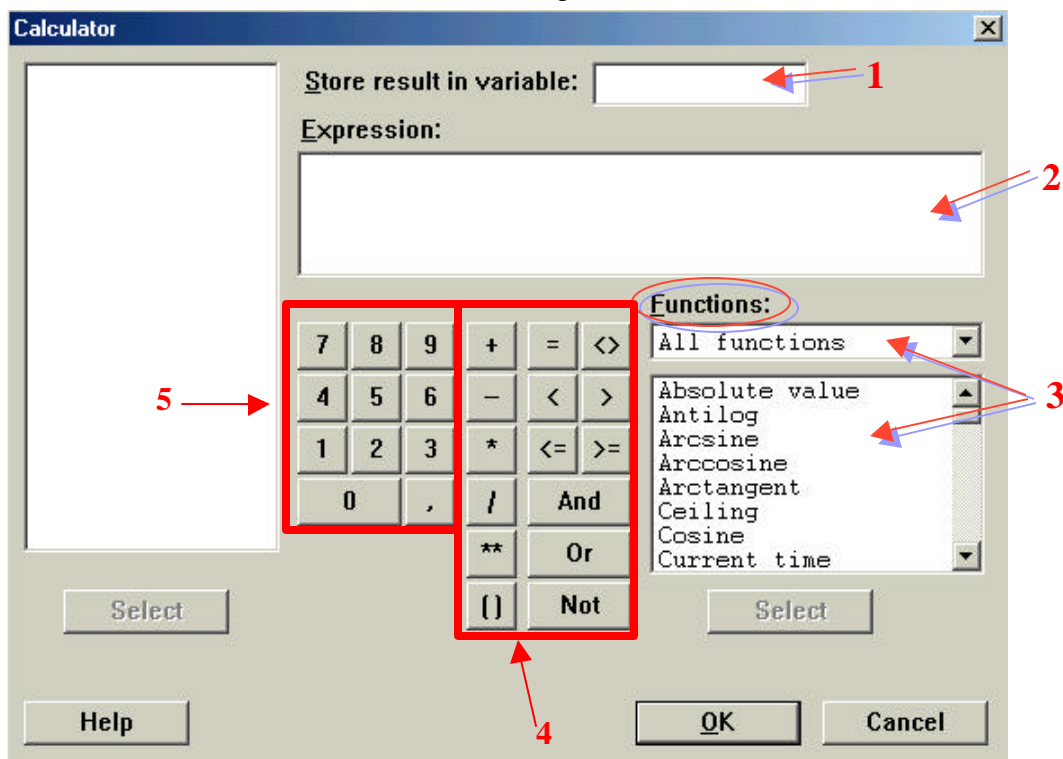 Calculator
Store result in variable:
1
Expression:
2
Functions:
All functions
3
Absolute value
Antilog
Arcsine
Arccosine
Arctangent
Ceiling
Cosine
Current time
5
7 8 9 + = <>
4 5 6 − < >
1 2 3 * <= >=
0 , / And
** Or
() Not
4
Select
Select
Help
OK
Cancel